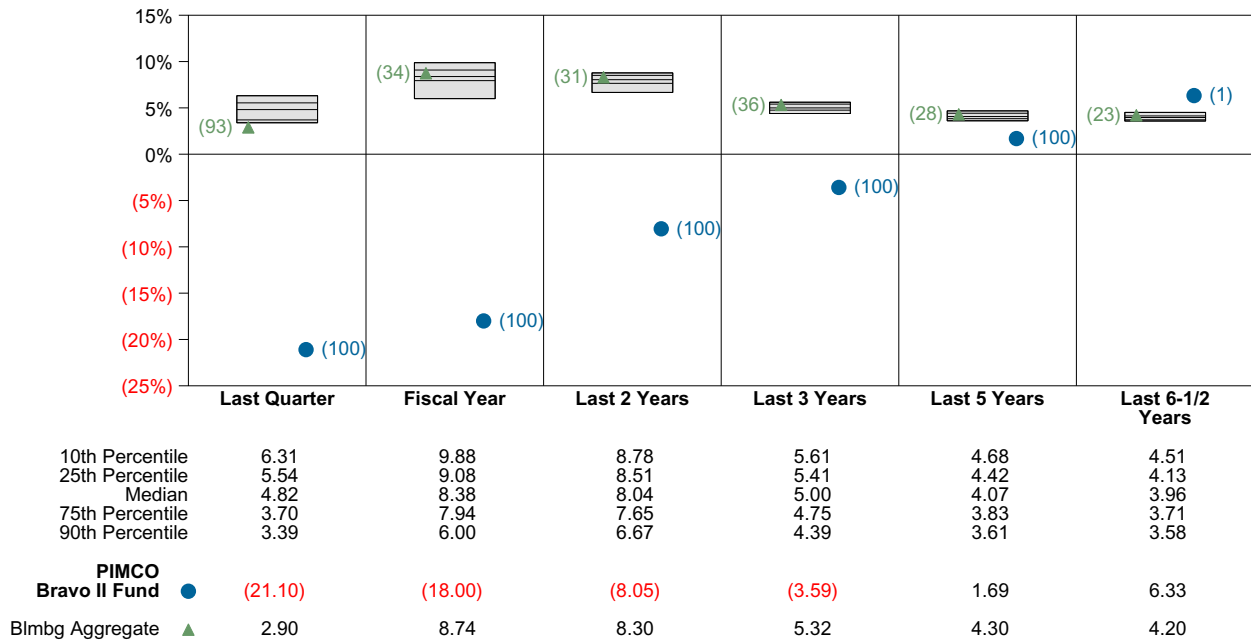 15%
10%
5%
0%
(5%)
(10%)
(15%)
(20%)
(25%)
(93)
(100)
(34)
(100)
(31)
(100)
(36)
(100)
(28)
(100)
(23)
(1)
Last Quarter Fiscal Year Last 2 Years Last 3 Years Last 5 Years Last 6-1/2
Years
10th Percentile 6.31 9.88 8.78 5.61 4.68 4.51
25th Percentile 5.54 9.08 8.51 5.41 4.42 4.13
Median 4.82 8.38 8.04 5.00 4.07 3.96
75th Percentile 3.70 7.94 7.65 4.75 3.83 3.71
90th Percentile 3.39 6.00 6.67 4.39 3.61 3.58
PIMCO
Bravo II Fund (21.10) (18.00) (8.05) (3.59) 1.69 6.33
Blmbg Aggregate 2.90 8.74 8.30 5.32 4.30 4.20